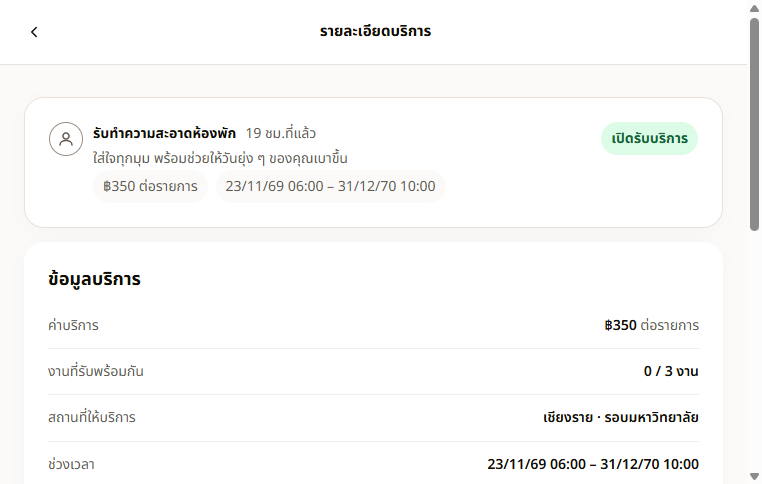 รายละเอียดบริการ
รับทำความสะอาดห้องพัก 19 ชม.ที่แล้ว
เปิดรับบริการ
ใส่ใจทุกมุม พร้อมช่วยให้วันยุ่ง ๆ ของคุณเบาขึ้น
฿350 ต่อรายการ 23/11/69 06:00 – 31/12/70 10:00
ข้อมูลบริการ
ค่าบริการ ฿350 ต่อรายการ
งานที่รับพร้อมกัน 0 / 3 งาน
สถานที่ให้บริการ เชียงราย · รอบมหาวิทยาลัย
ช่วงเวลา 23/11/69 06:00 – 31/12/70 10:00